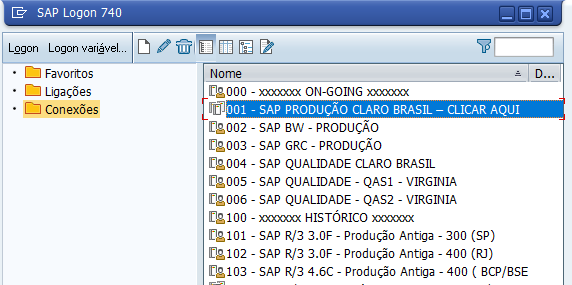 SAP Logon 740
Logon Logon variável...
Favoritos
Ligações
Conexões
Nome D...
000 - xxxxxxx ON-GOING xxxxxxx
001 - SAP PRODUÇÃO CLARO BRASIL – CLICAR AQUI
002 - SAP BW - PRODUÇÃO
003 - SAP GRC - PRODUÇÃO
004 - SAP QUALIDADE CLARO BRASIL
005 - SAP QUALIDADE - QAS1 - VIRGINIA
006 - SAP QUALIDADE - QAS2 - VIRGINIA
100 - xxxxxxx HISTÓRICO xxxxxxx
101 - SAP R/3 3.0F - Produção Antiga - 300 (SP)
102 - SAP R/3 3.0F - Produção Antiga - 400 (RJ)
103 - SAP R/3 4.6C - Produção Antiga - 400 ( BCP/BSE